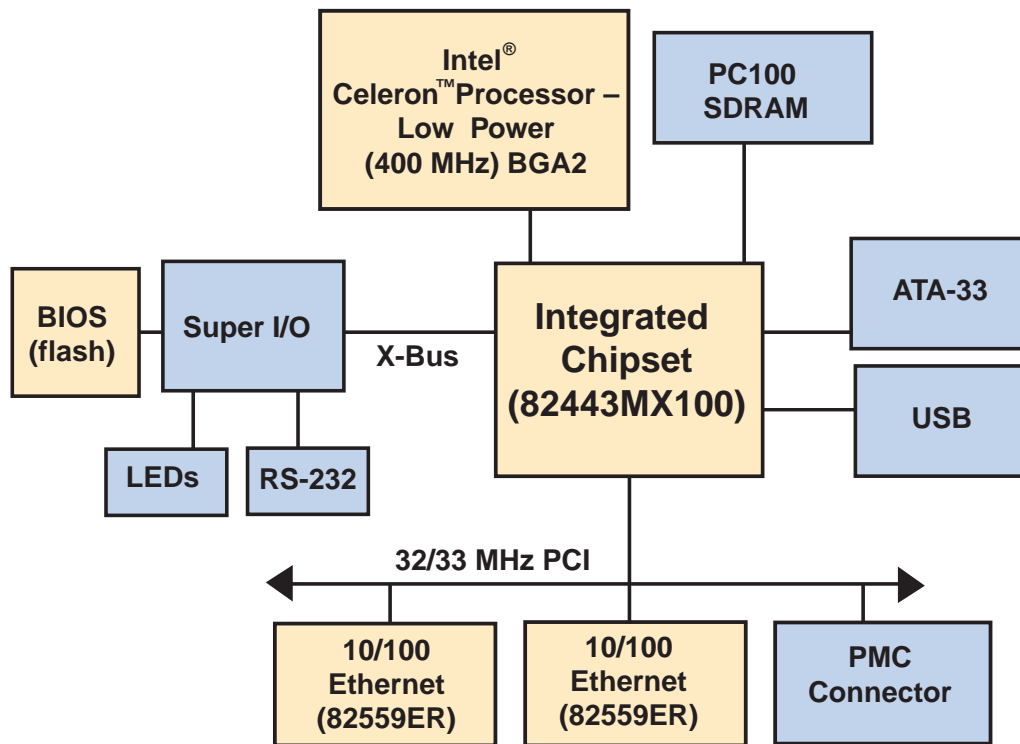 Intel®
Celeron™Processor –
Low Power
(400 MHz) BGA2
PC100
SDRAM
BIOS
(flash)
Super I/O
X-Bus
Integrated
Chipset
(82443MX100)
ATA-33
USB
LEDs
RS-232
32/33 MHz PCI
10/100
Ethernet
(82559ER)
10/100
Ethernet
(82559ER)
PMC
Connector